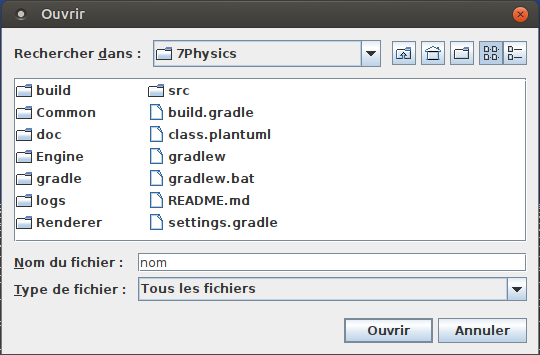 Ouvrir
Rechercher dans : 7Physics
build
Common
doc
Engine
gradle
logs
Renderer
src
build.gradle
class.plantuml
gradlew
gradlew.bat
README.md
settings.gradle
Nom du fichier : nom
Type de fichier : Tous les fichiers
Ouvrir Annuler